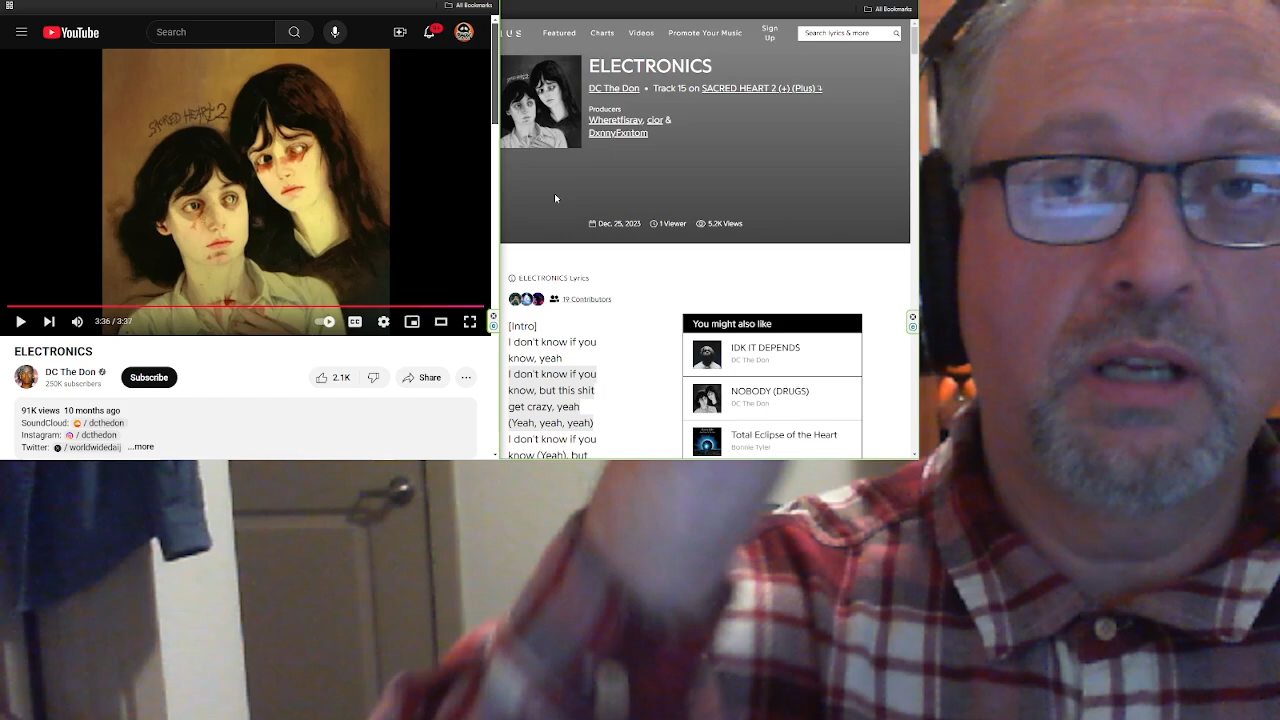 All Bookmarks
YouTube
Search
SACRED HEART 2
3:36 / 3:37
ELECTRONICS
DC The Don
250K subscribers
Subscribe
2.1K
Share
91K views 10 months ago
SoundCloud: / dcthedon
Instagram: / dcthedon
Twitter: / worldwidedaij ...more
All Bookmarks
I U S
Featured
Charts
Videos
Promote Your Music
Sign
Up
Search lyrics & more
ELECTRONICS
DC The Don • Track 15 on SACRED HEART 2 (+) (Plus)
Producers
Wheretfisray, cior &
DxnnyFxntom
Dec. 25, 2023 1 Viewer 5.2K Views
ELECTRONICS Lyrics
19 Contributors
[Intro]
I don't know if you
know, yeah
I don't know if you
know, but this shit
get crazy, yeah
(Yeah, yeah, yeah)
I don't know if you
know (Yeah), but
You might also like
IDK IT DEPENDS
DC The Don
NOBODY (DRUGS)
DC The Don
Total Eclipse of the Heart
Bonnie Tyler